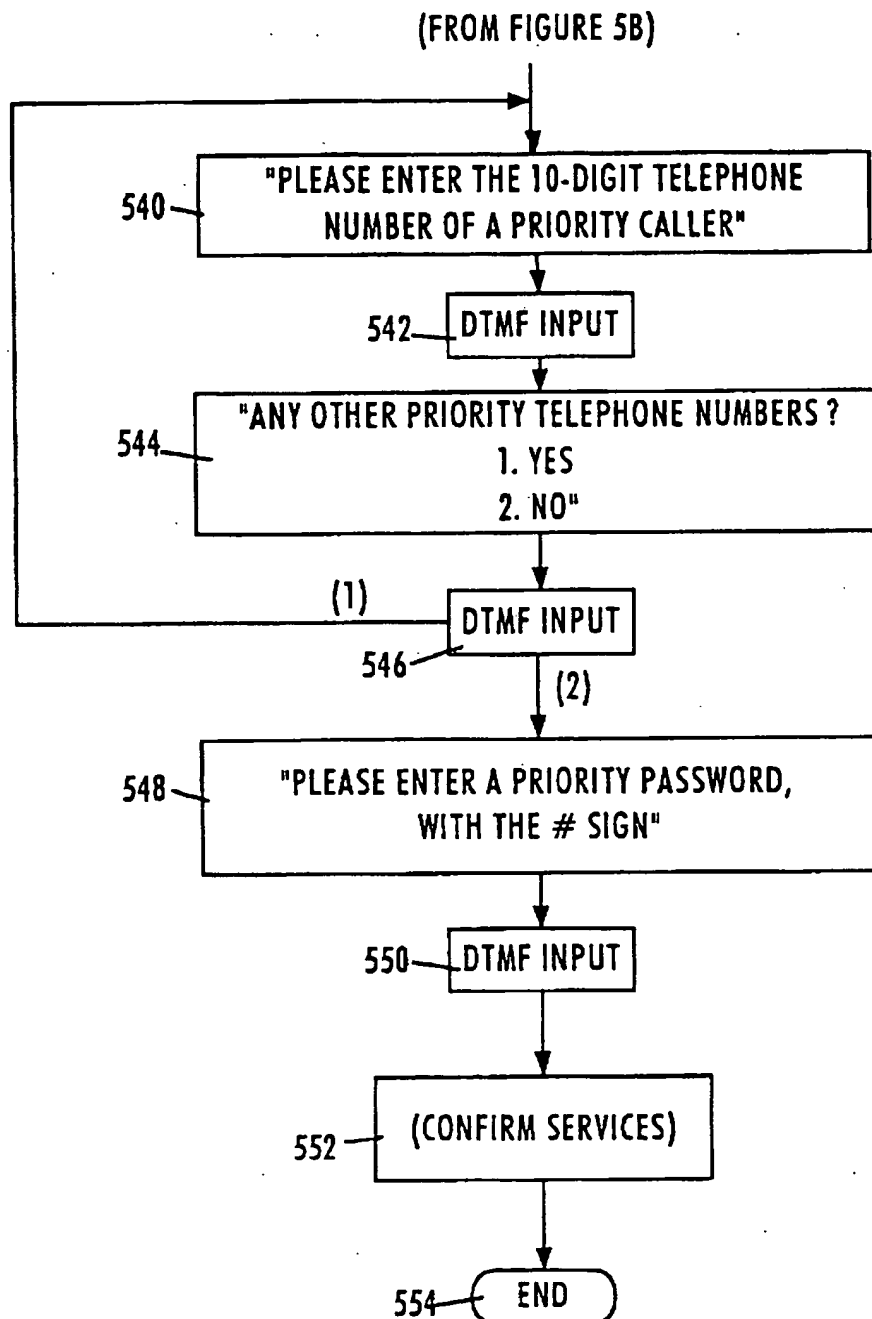 (FROM FIGURE 5B)
540
"PLEASE ENTER THE 10-DIGIT TELEPHONE
NUMBER OF A PRIORITY CALLER"
542
DTMF INPUT
544
"ANY OTHER PRIORITY TELEPHONE NUMBERS ?
1. YES
2. NO"
(1)
DTMF INPUT
546
(2)
548
"PLEASE ENTER A PRIORITY PASSWORD,
WITH THE # SIGN"
550
DTMF INPUT
552
(CONFIRM SERVICES)
554
END